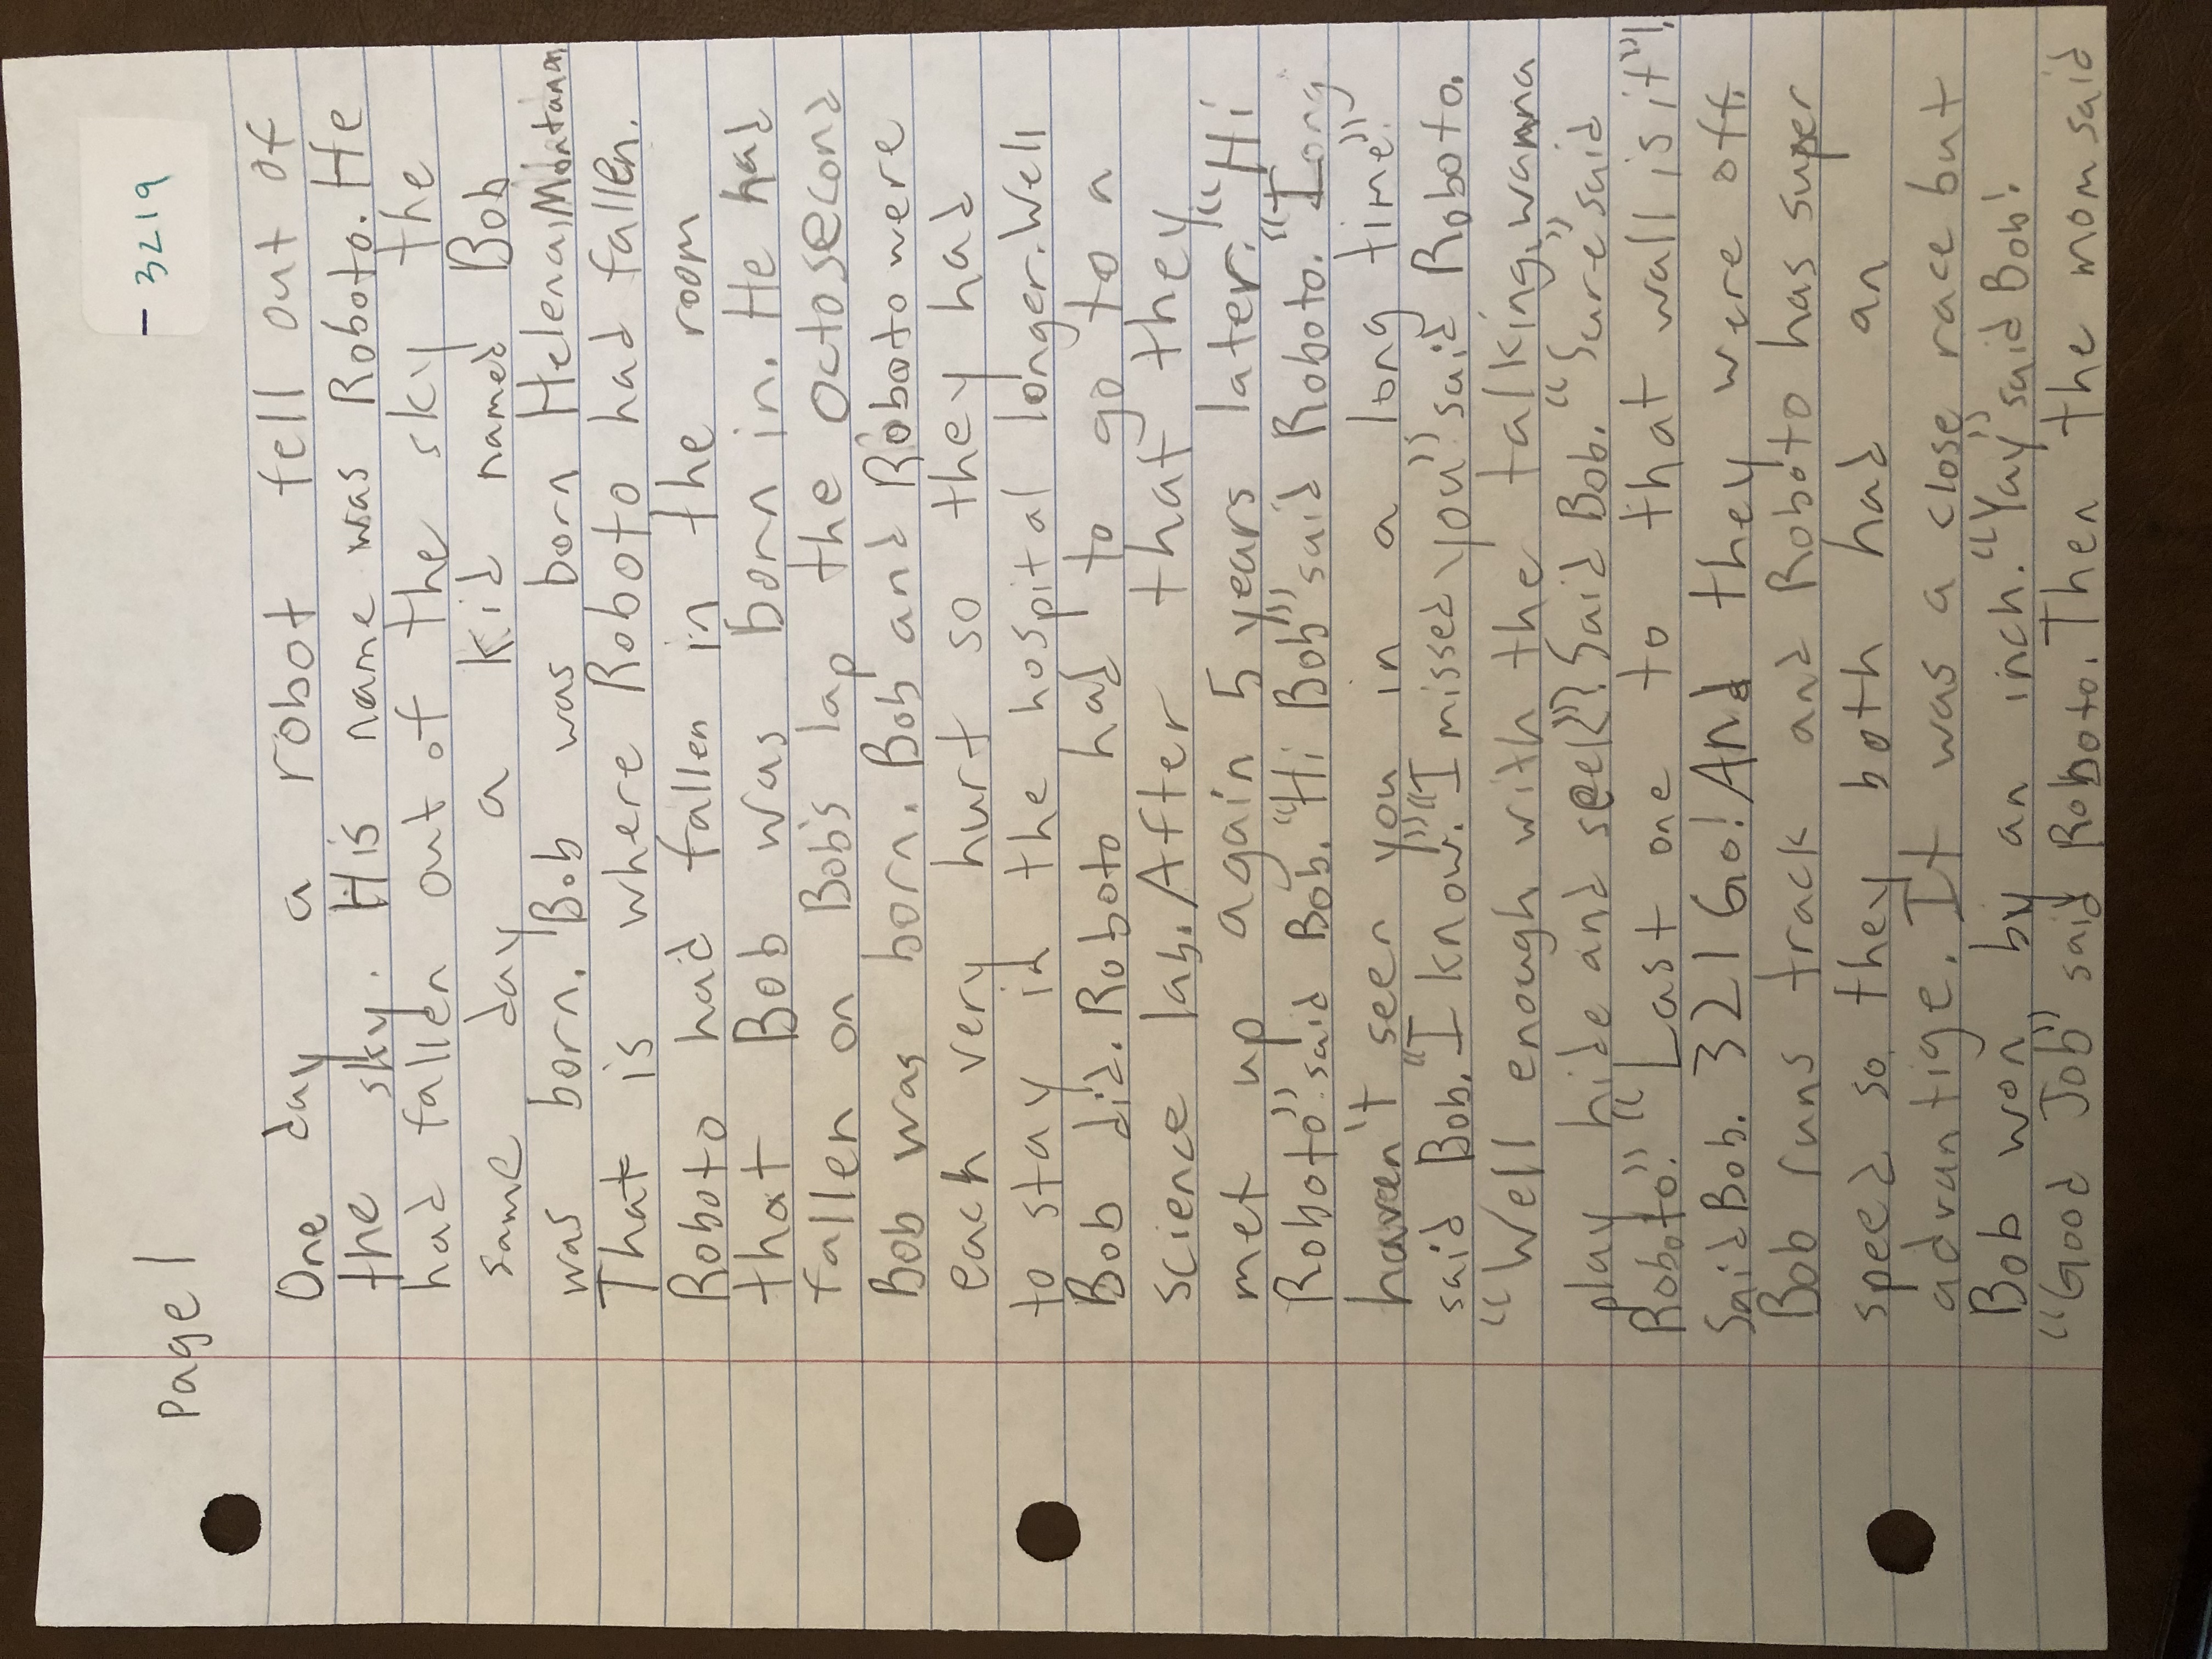 Page 1
- 3219
One day a robot fell out of
the sky. His name was Roboto. He
had fallen out of the sky the
same day a kid named Bob
was born. Bob was born Helena, Montana
That is where Roboto had fallen.
Roboto had fallen in the room
that Bob was born in. He had
fallen on Bob's lap the octosecond
Bob was born. Bob and Roboto were
each very hurt so they had
to stay in the hospital longer. Well
Bob did. Roboto had to go to a
science lab. After that they
met up again 5 years later. "Hi
Roboto" said Bob. "Hi Bob" said Roboto. "I
haven't seen you in a long time."
said Bob. "I know." "I missed you" said Roboto.
"Well enough with the talking, wanna
play hide and seek"? Said Bob. "Sure" said
Roboto." "Last one to that wall is it"!
Said Bob. 321 Go! And they were off.
Bob runs track and Roboto has super
speed so they both had an
advantige. It was a close race but
Bob won by an inch. "Yay" said Bob!
"Good Job" said Roboto. Then the mom said